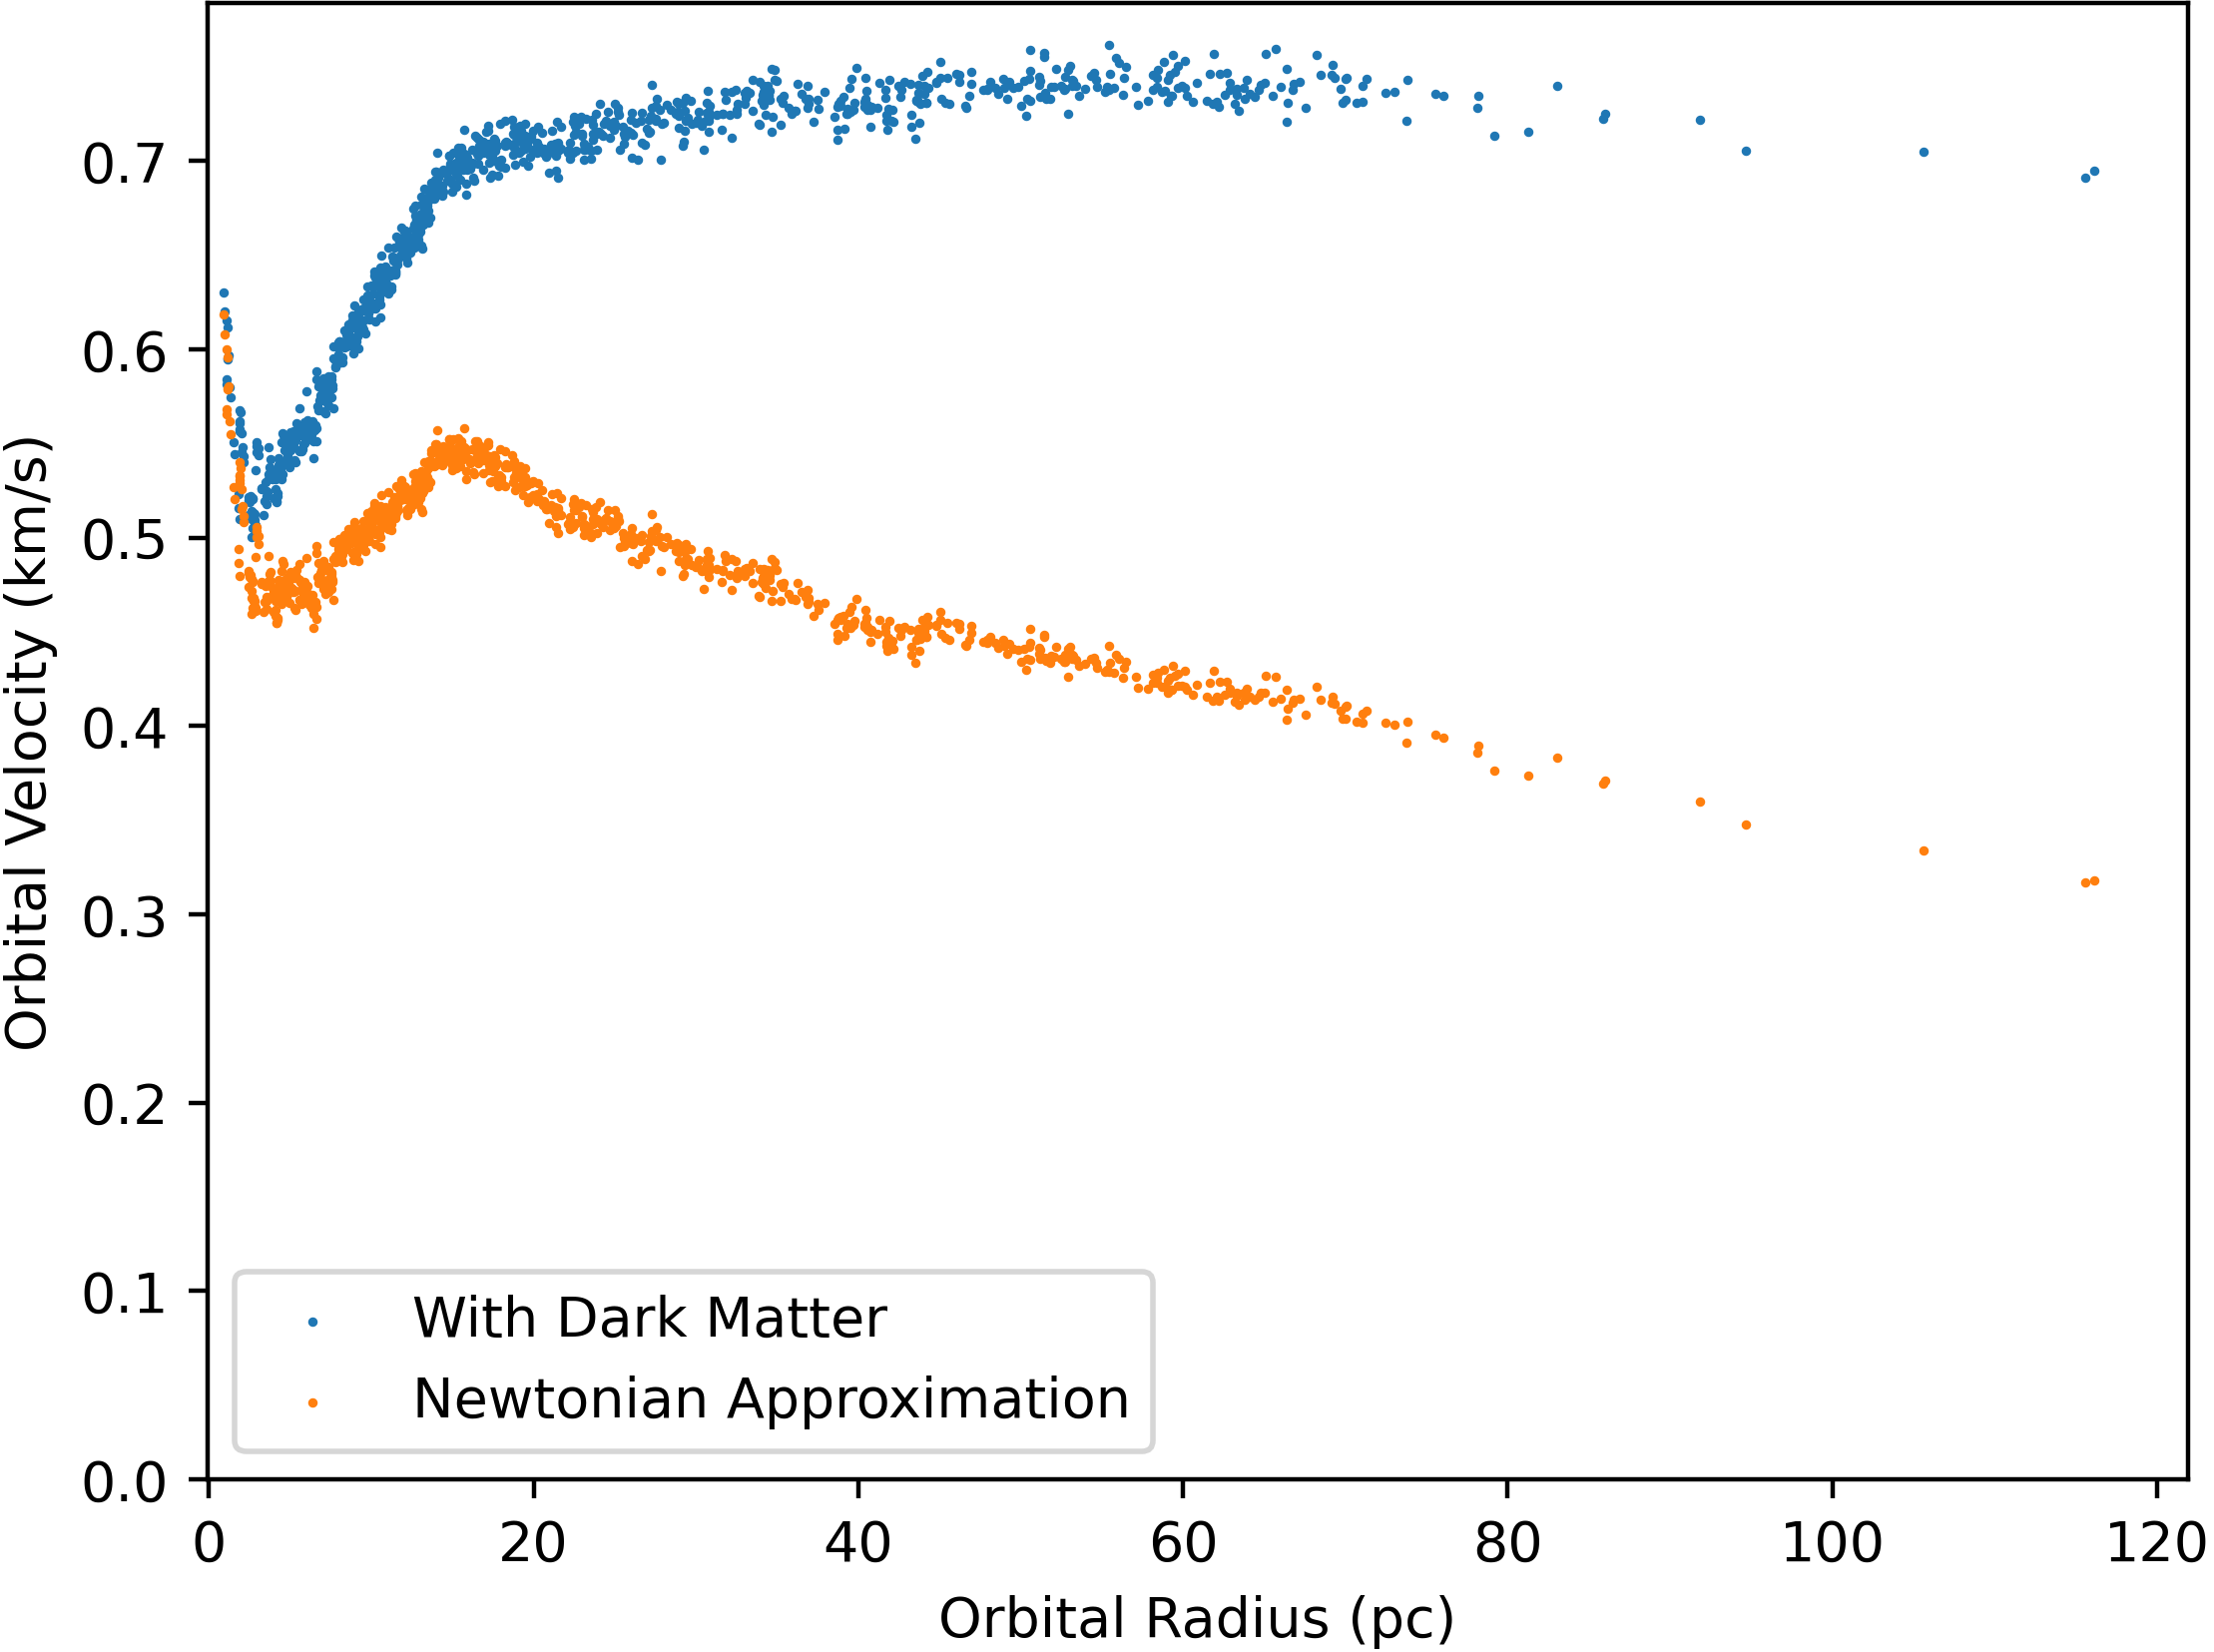 Orbital Velocity (km/s)
0.7
0.6
0.5
0.4
0.3
0.2
0.1
0.0
With Dark Matter
Newtonian Approximation
0 20 40 60 80 100 120
Orbital Radius (pc)